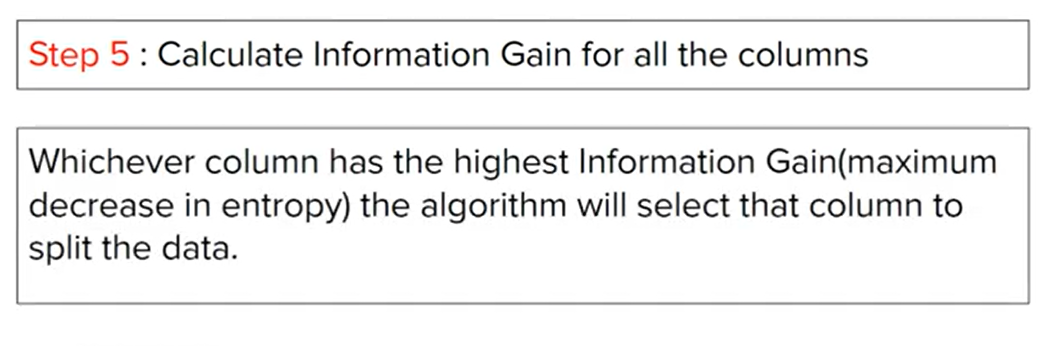 Step 5 : Calculate Information Gain for all the columns
Whichever column has the highest Information Gain(maximum
decrease in entropy) the algorithm will select that column to
split the data.